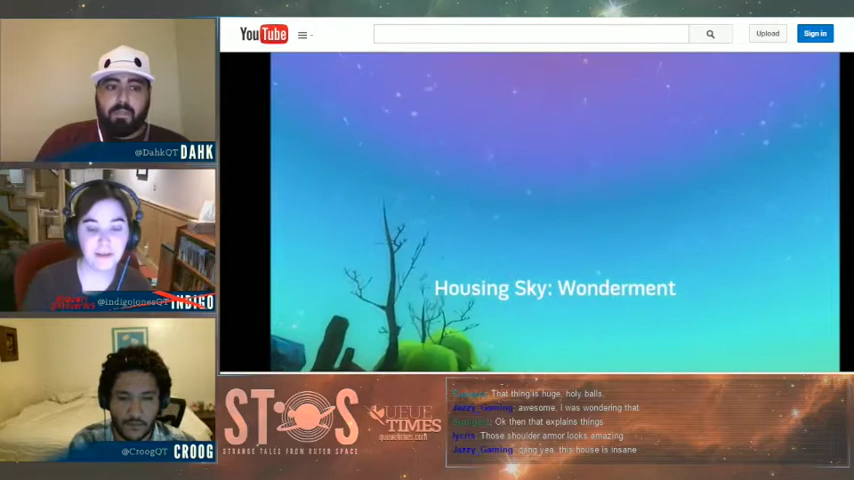 YouTube
Upload
Sign in
@DahkQT DAHK
@indigojonesQT INDIGO
@CroogQT CROOG
Housing Sky: Wonderment
STOS
STRANGE TALES FROM OUTER SPACE
QUEUE
TIMES
That thing is huge, holy balls.
Jazzy_Gaming: awesome, i was wondering that
Ok then that explains things
lycris: Those shoulder armor looks amazing
Jazzy_Gaming: dang yea, this house is insane